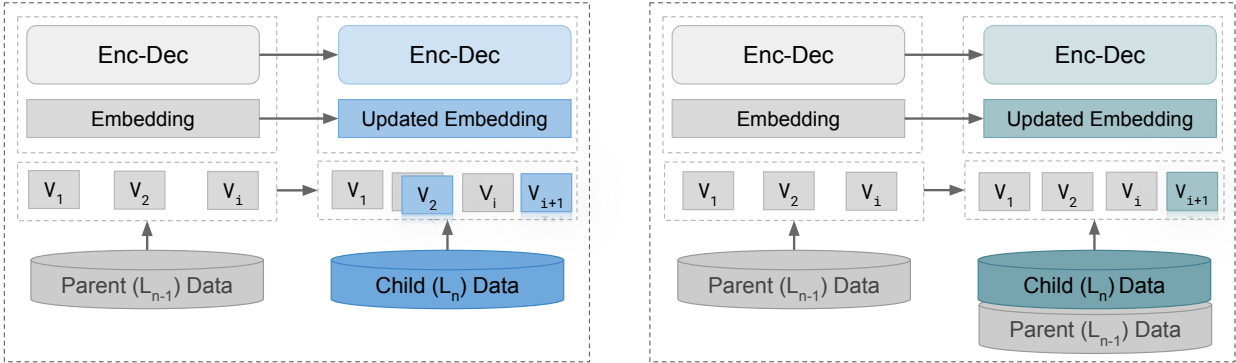 Enc-Dec Enc-Dec
Embedding Updated Embedding
V₁ V₂ Vᵢ V₁ V₂ Vᵢ Vᵢ₊₁
Parent (Lₙ₋₁) Data Child (Lₙ) Data
Enc-Dec Enc-Dec
Embedding Updated Embedding
V₁ V₂ Vᵢ V₁ V₂ Vᵢ Vᵢ₊₁
Parent (Lₙ₋₁) Data Child (Lₙ) Data
Parent (Lₙ₋₁) Data